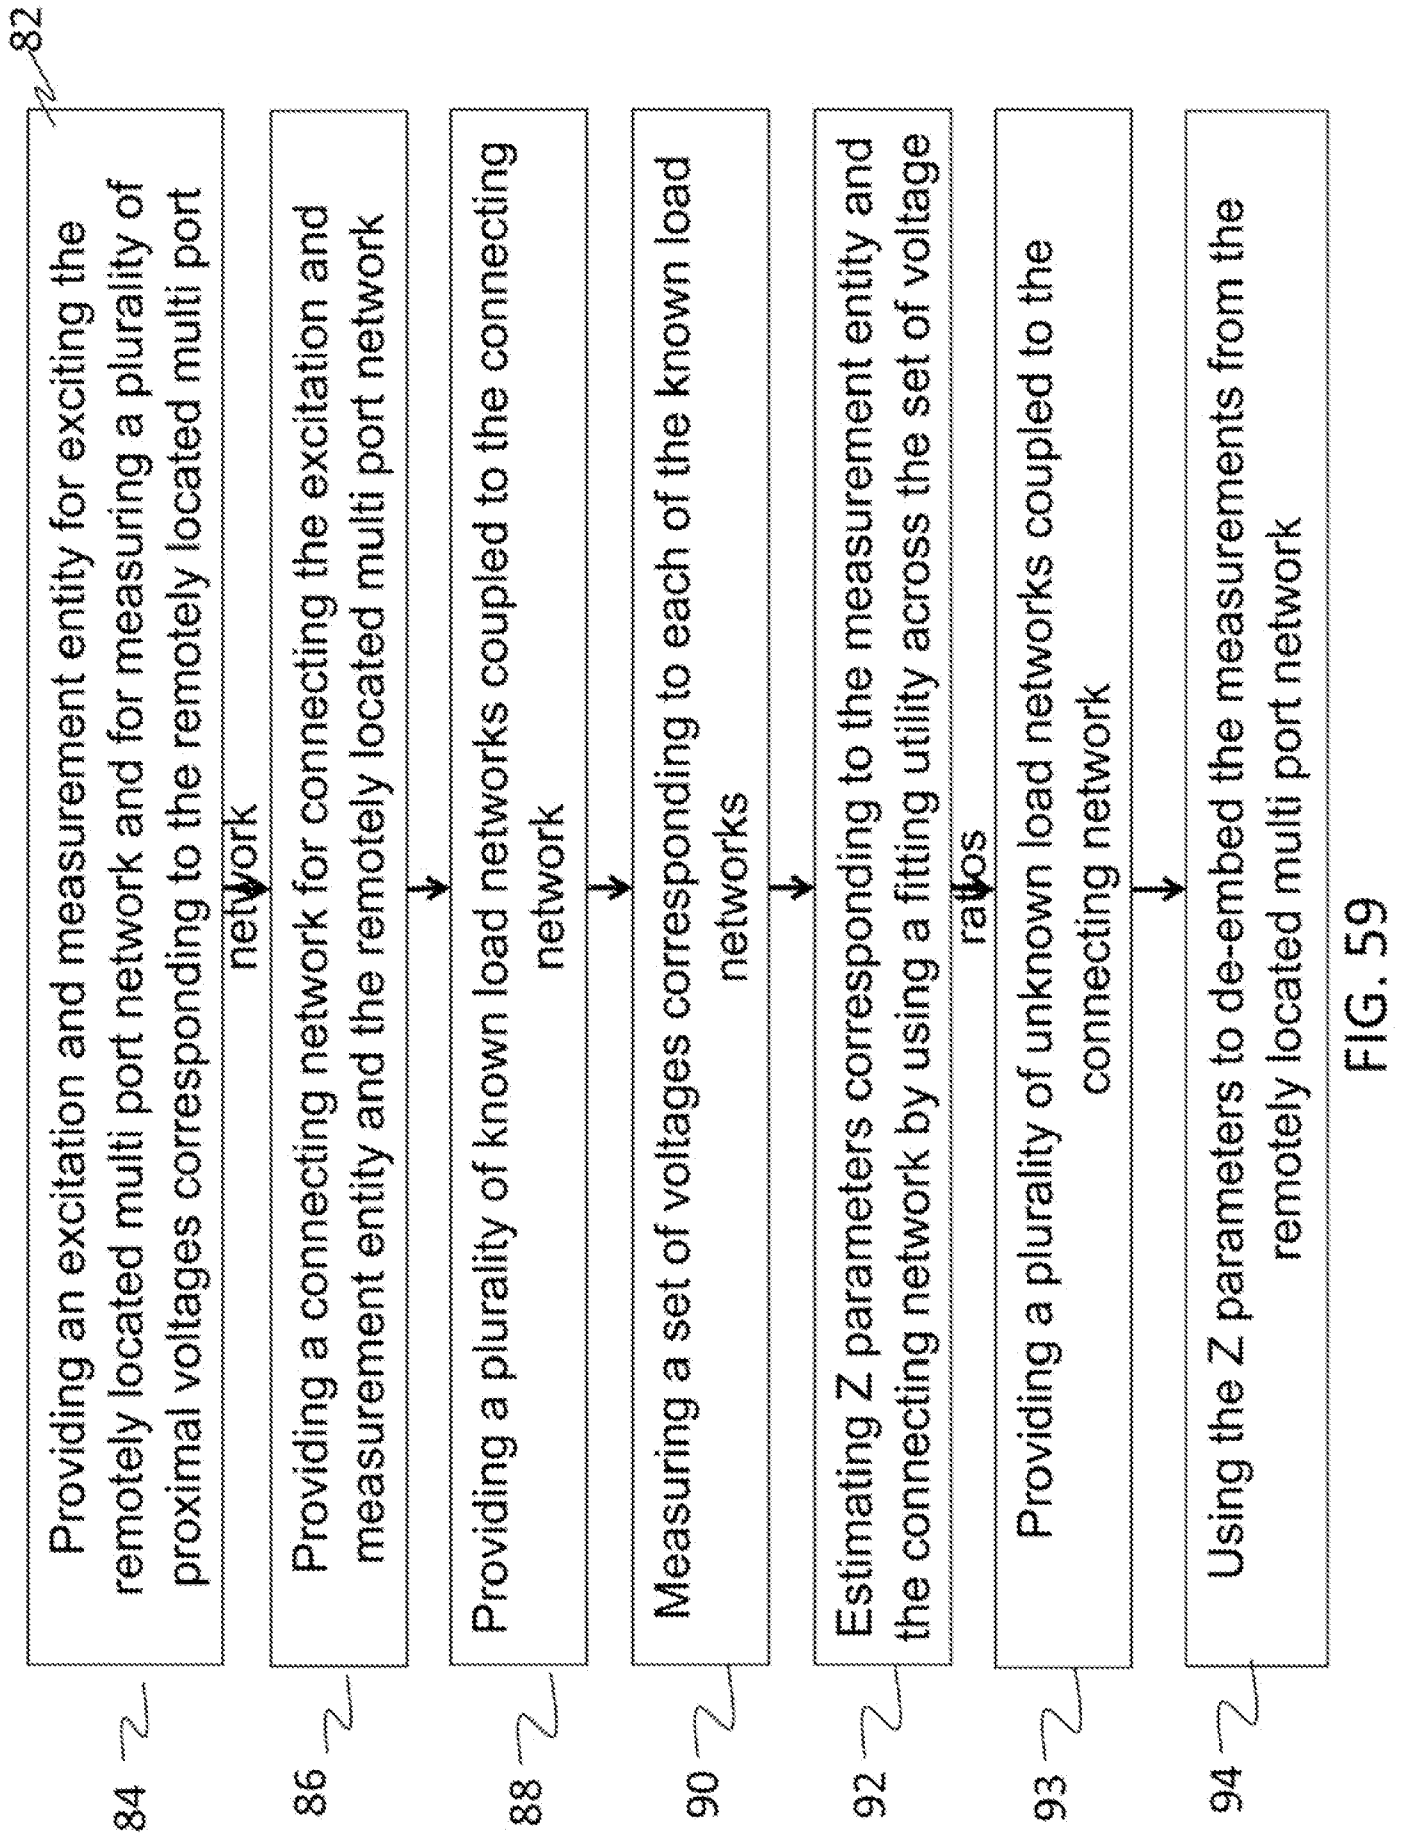 82
84
Providing an excitation and measurement entity for exciting the
remotely located multi port network and for measuring a plurality of
proximal voltages corresponding to the remotely located multi port
network
86
Providing a connecting network for connecting the excitation and
measurement entity and the remotely located multi port network
88
Providing a plurality of known load networks coupled to the connecting
network
90
Measuring a set of voltages corresponding to each of the known load
networks
92
Estimating Z parameters corresponding to the measurement entity and
the connecting network by using a fitting utility across the set of voltage
ratios
93
Providing a plurality of unknown load networks coupled to the
connecting network
94
Using the Z parameters to de-embed the measurements from the
remotely located multi port network
FIG. 59